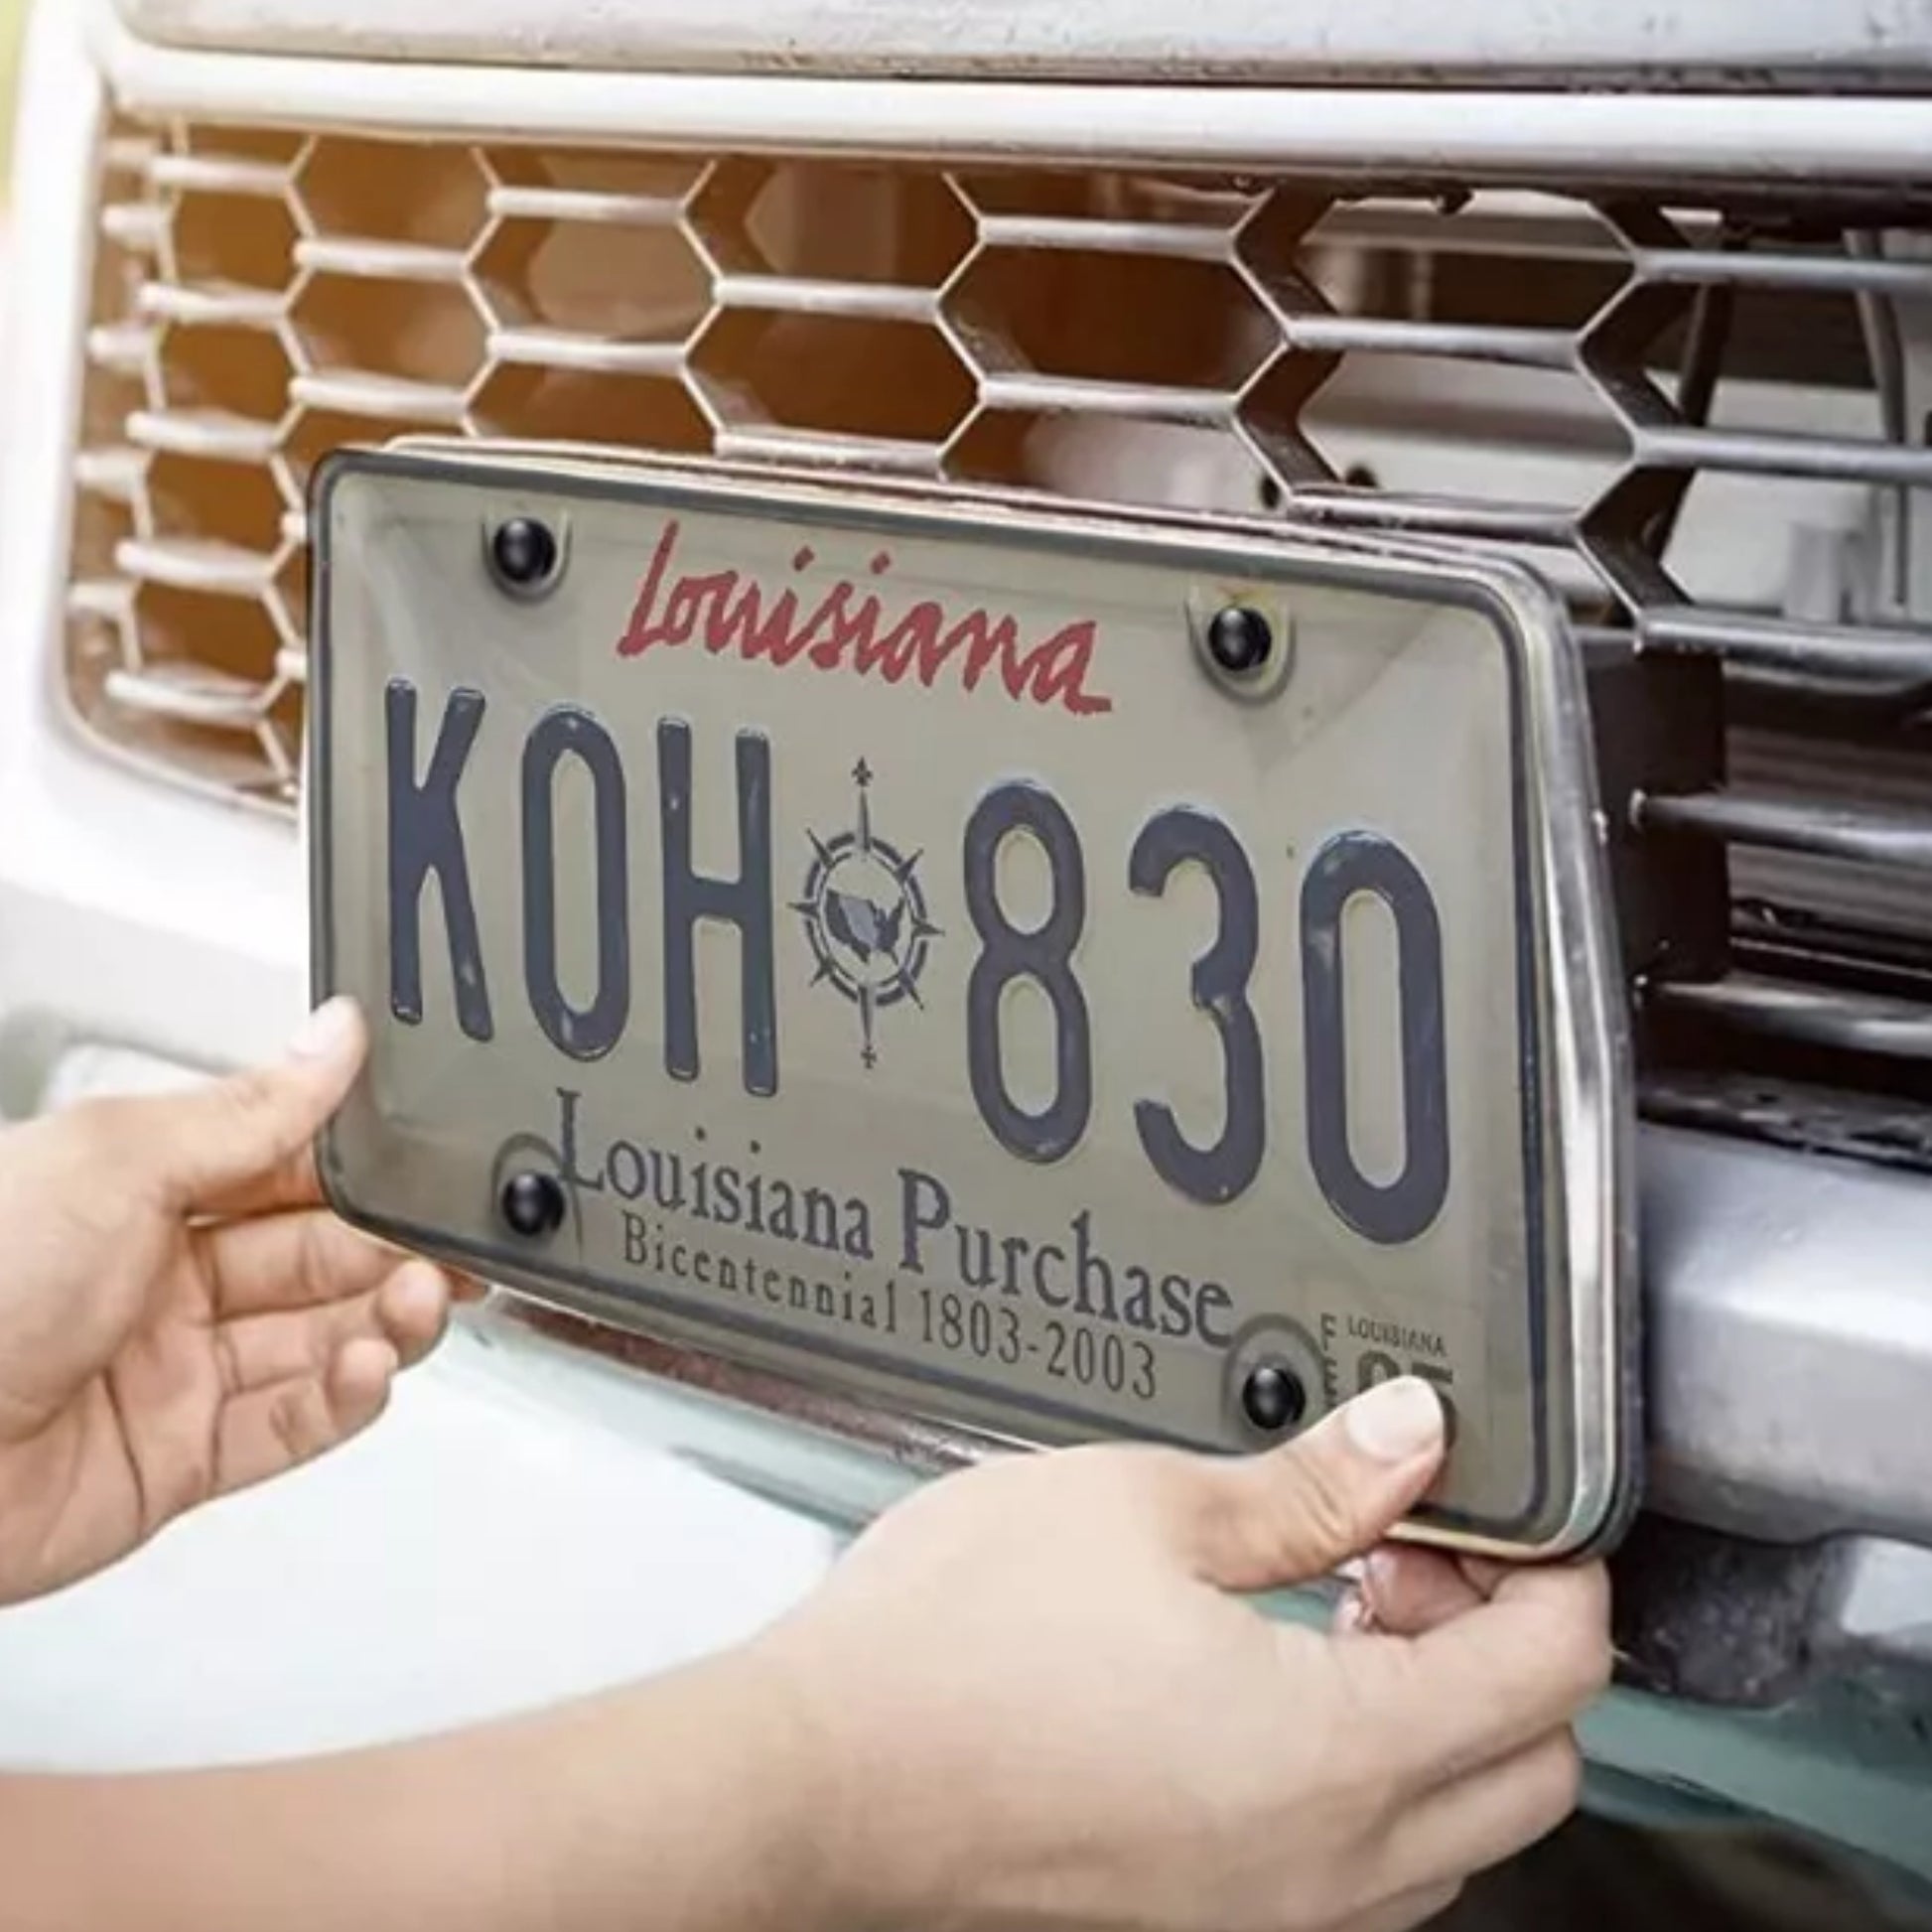 Louisiana
KOH 830
Louisiana Purchase
Bicentennial 1803-2003
LOUISIANA